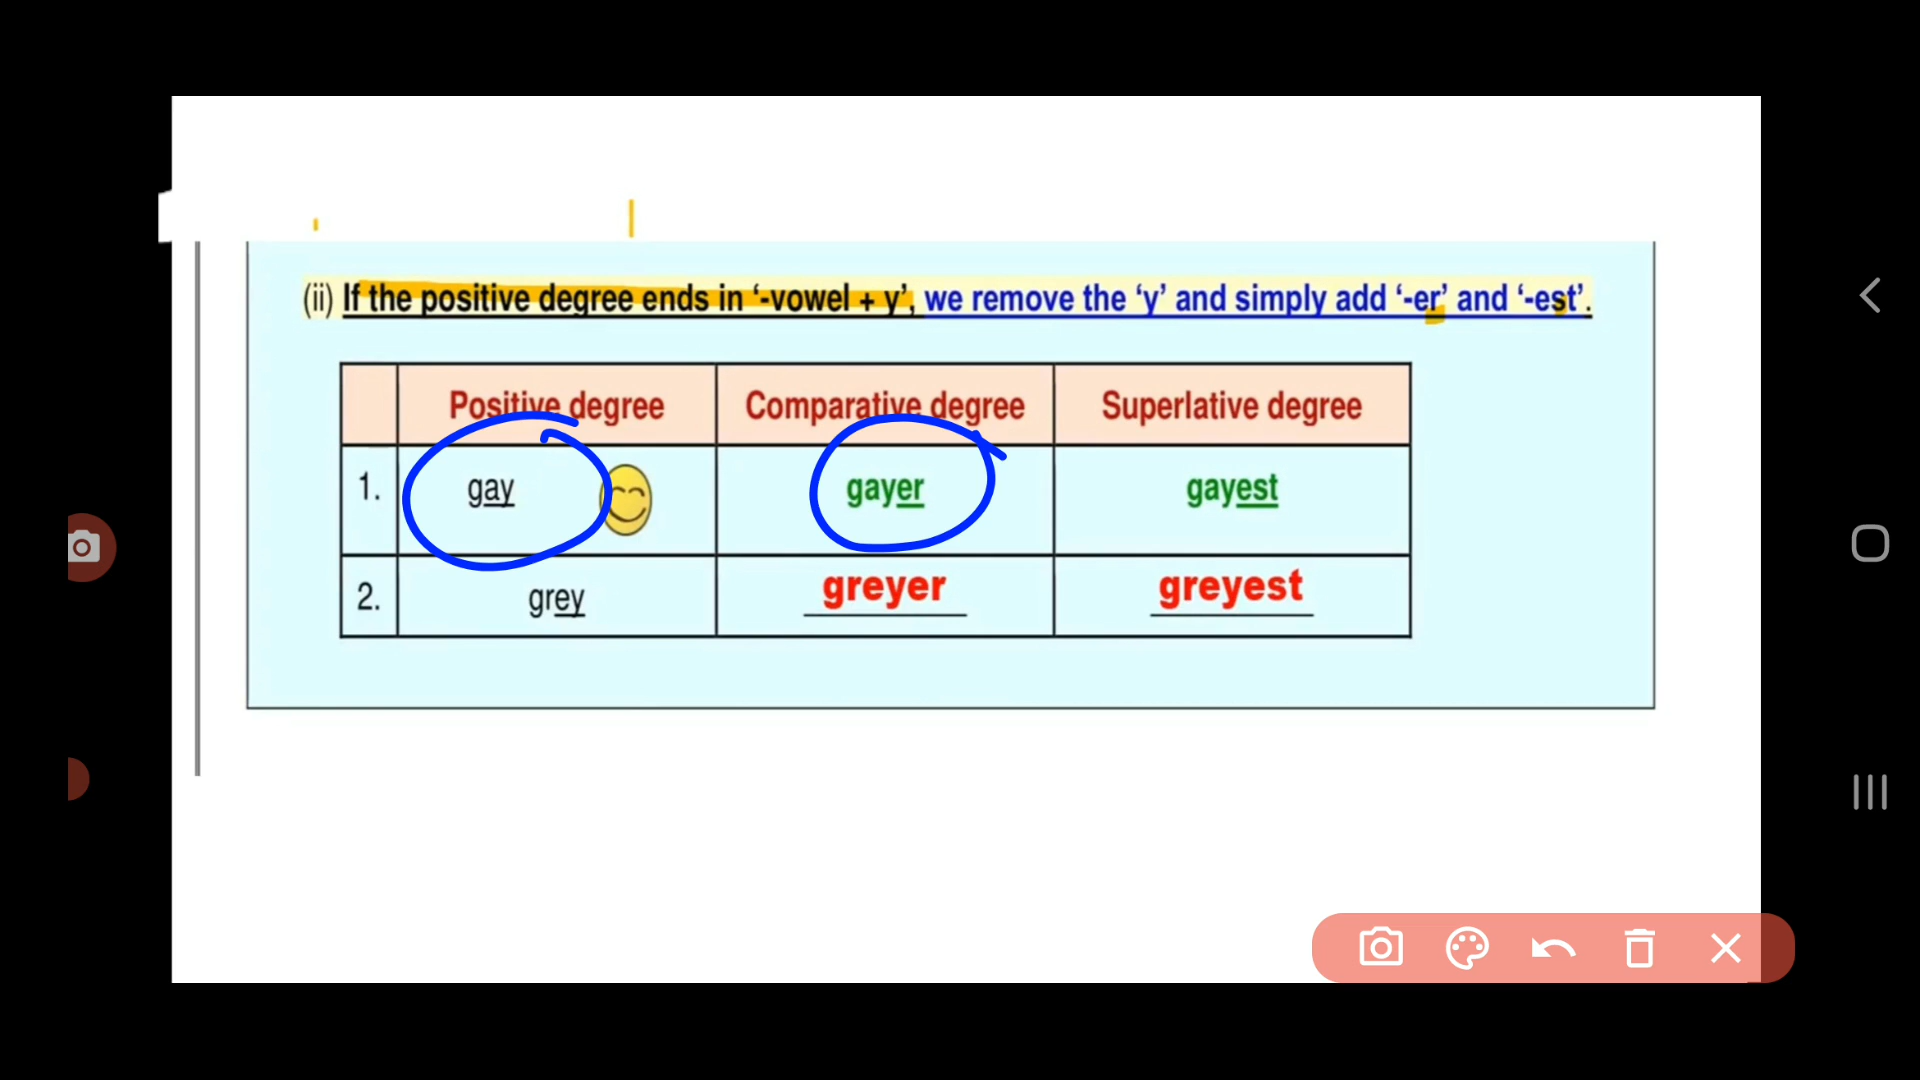 (ii) If the positive degree ends in ‘-vowel + y’, we remove the ‘y’ and simply add ‘-er’ and ‘-est’.
Positive degree Comparative degree Superlative degree
1. gay gayer gayest
2. grey greyer greyest